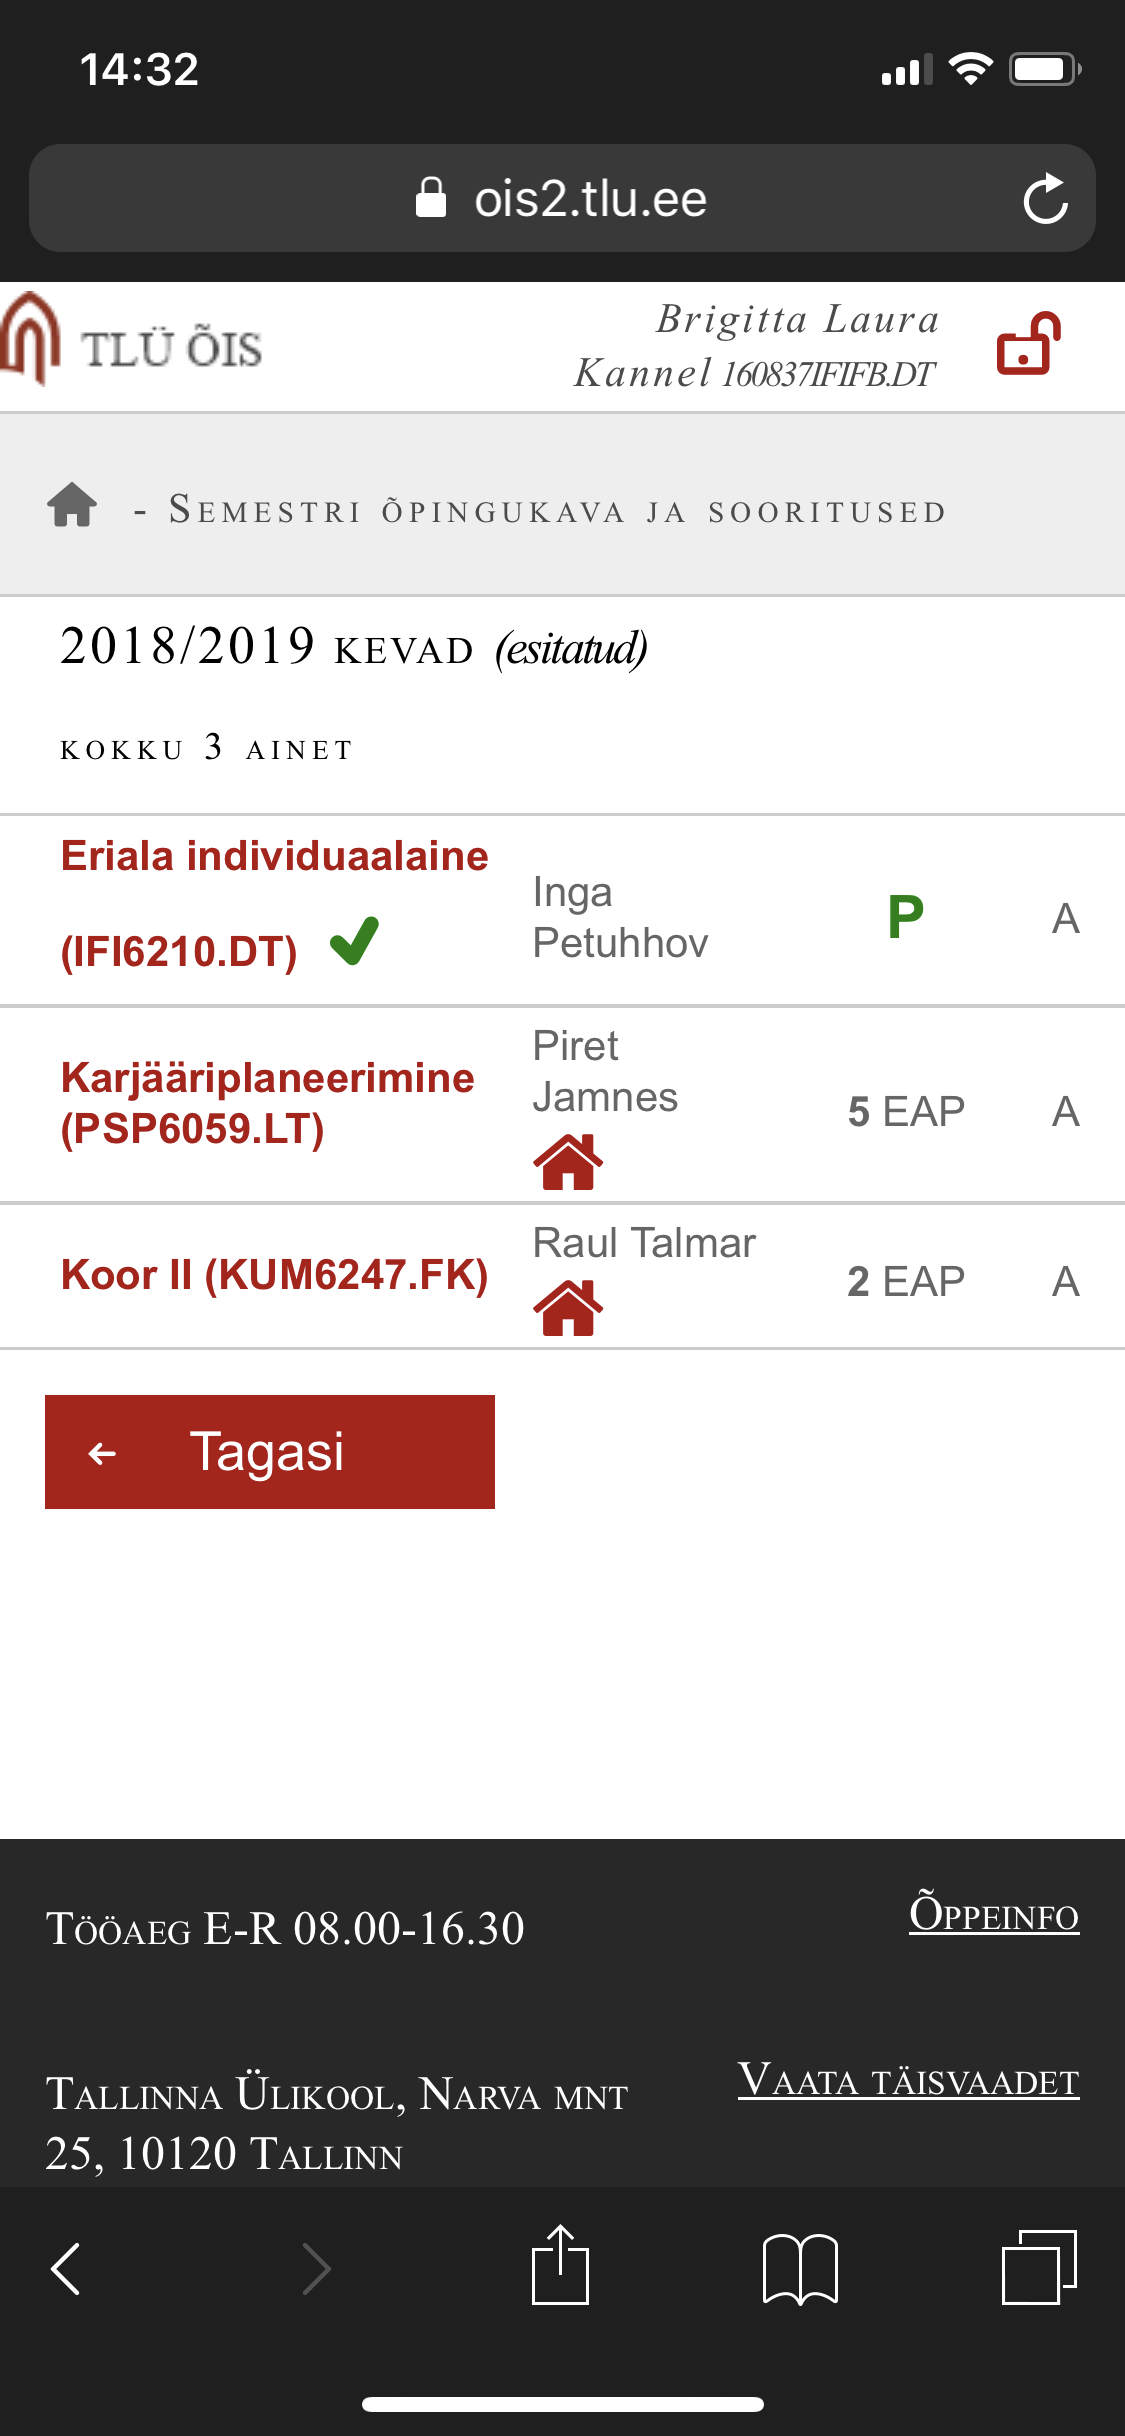 14:32
ois2.tlu.ee
TLÜ ÕIS
Brigitta Laura
Kannel 160837IFIFB.DT
- Semestri õpingukava ja sooritused
2018/2019 kevad (esitatud)
kokku 3 ainet
Eriala individuaalaine
(IFI6210.DT)
Inga
Petuhhov
P
A
Karjääriplaneerimine
(PSP6059.LT)
Piret
Jamnes
5 EAP
A
Koor II (KUM6247.FK)
Raul Talmar
2 EAP
A
Tagasi
Tööaeg E-R 08.00-16.30
Õppeinfo
Tallinna Ülikool, Narva mnt
25, 10120 Tallinn
Vaata täisvaadet